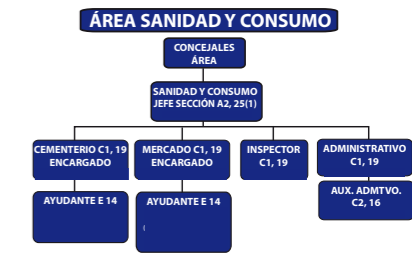 ÁREA SANIDAD Y CONSUMO
CONCEJALES
ÁREA
SANIDAD Y CONSUMO
JEFE SECCIÓN A2, 25(1)
CEMENTERIO C1, 19
ENCARGADO
MERCADO C1, 19
ENCARGADO
INSPECTOR
C1, 19
ADMINISTRATIVO
C1, 19
AYUDANTE E 14
AYUDANTE E 14
(
AUX. ADMTVO.
C2, 16